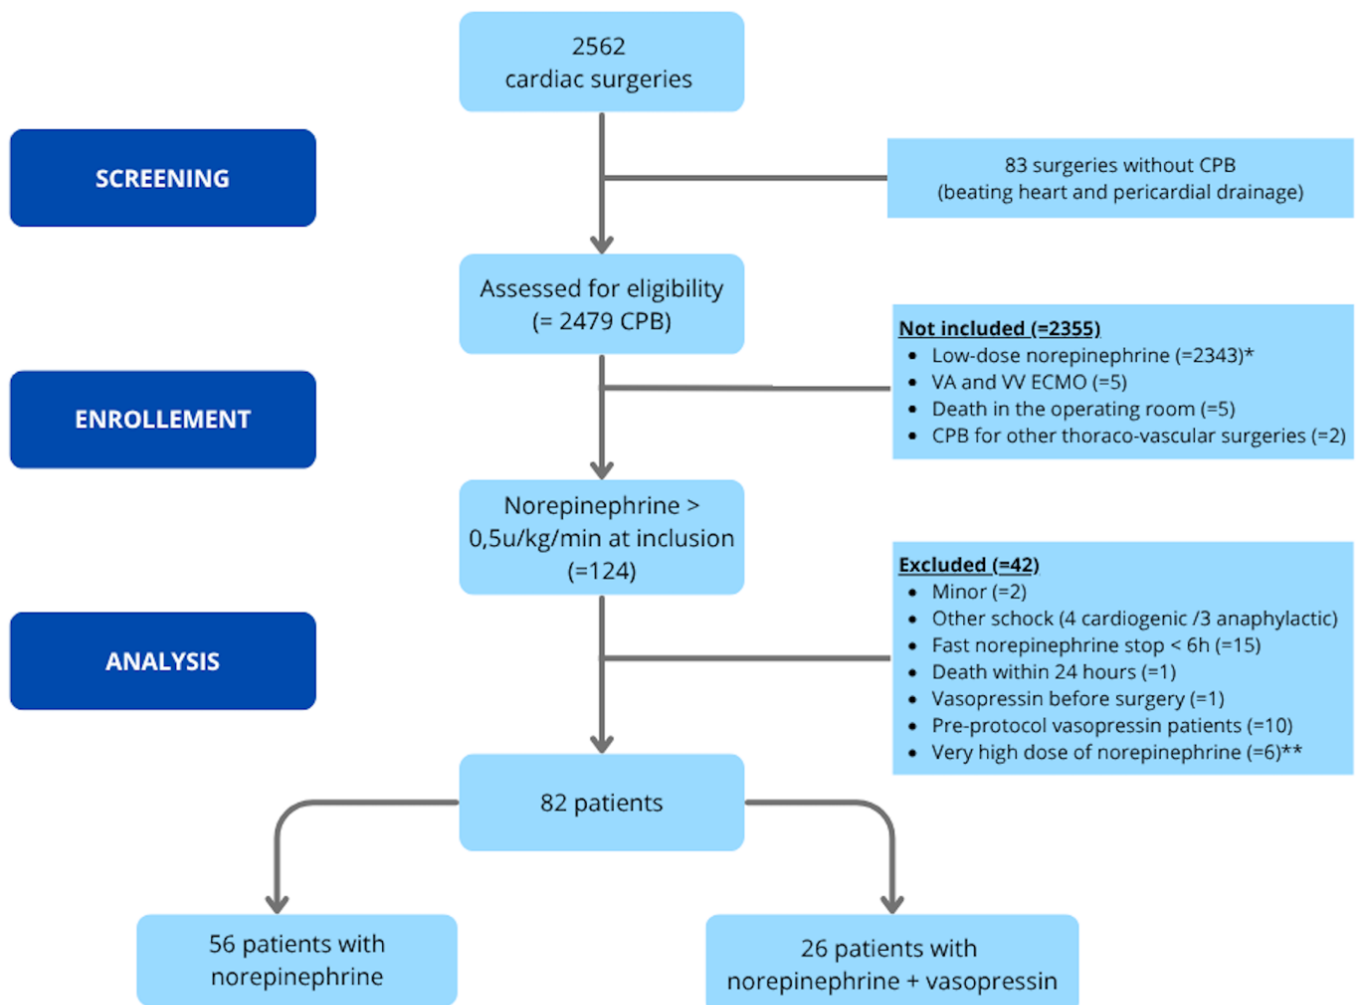 2562
cardiac surgeries
SCREENING
83 surgeries without CPB
(beating heart and pericardial drainage)
Assessed for eligibility
(= 2479 CPB)
Not included (=2355)
• Low-dose norepinephrine (=2343)*
• VA and VV ECMO (=5)
• Death in the operating room (=5)
• CPB for other thoraco-vascular surgeries (=2)
ENROLLEMENT
Norepinephrine >
0,5u/kg/min at inclusion
(=124)
Excluded (=42)
• Minor (=2)
• Other schock (4 cardiogenic /3 anaphylactic)
• Fast norepinephrine stop < 6h (=15)
• Death within 24 hours (=1)
• Vasopressin before surgery (=1)
• Pre-protocol vasopressin patients (=10)
• Very high dose of norepinephrine (=6)**
ANALYSIS
82 patients
56 patients with
norepinephrine
26 patients with
norepinephrine + vasopressin